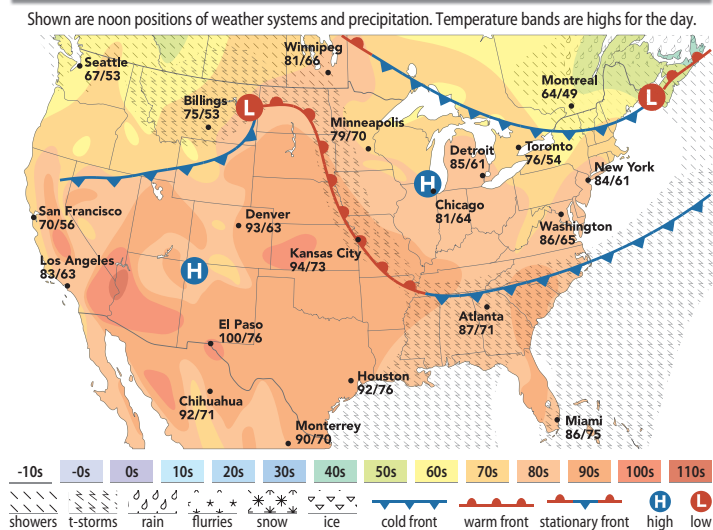 Shown are noon positions of weather systems and precipitation. Temperature bands are highs for the day.
Winnipeg
81/66
Seattle
67/53
Montreal
64/49
Billings
75/53
L
L
Minneapolis
79/70
Detroit
85/61
Toronto
76/54
New York
84/61
H
Chicago
81/64
San Francisco
70/56
Denver
93/63
Washington
86/65
Kansas City
94/73
Los Angeles
83/63
H
Atlanta
87/71
El Paso
100/76
Houston
92/76
Chihuahua
92/71
Monterrey
90/70
Miami
86/75
-10s -0s 0s 10s 20s 30s 40s 50s 60s 70s 80s 90s 100s 110s
H L
showers t-storms rain flurries snow ice cold front warm front stationary front high low